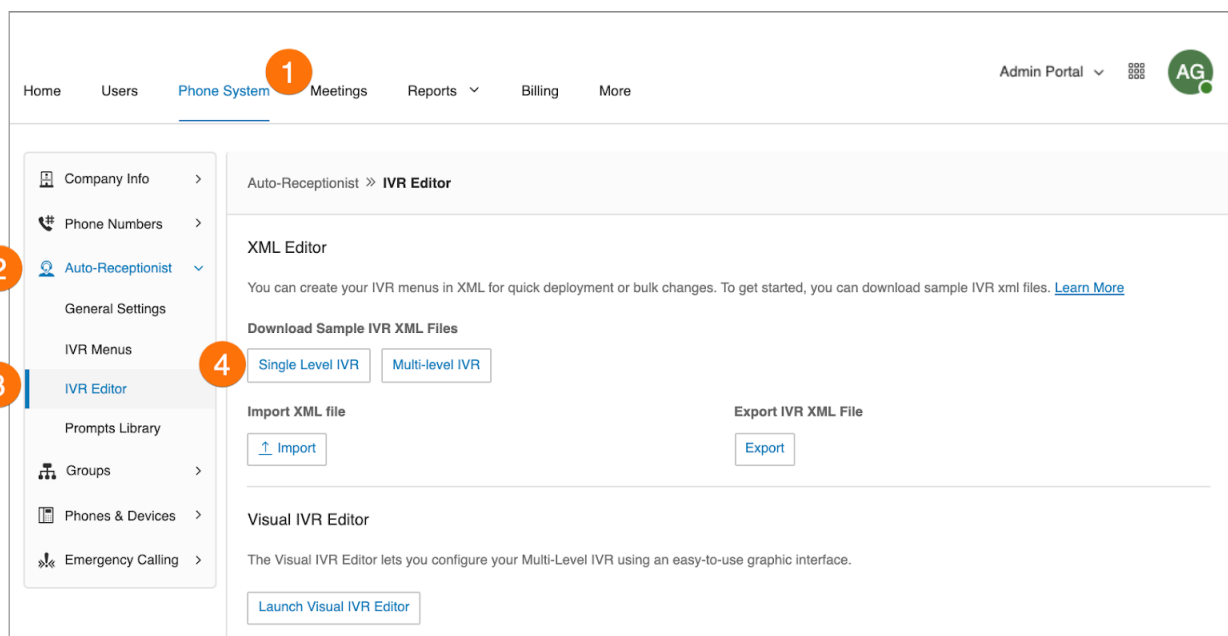 1
Admin Portal
AG
Home Users Phone System Meetings Reports Billing More
Company Info
Auto-Receptionist » IVR Editor
Phone Numbers
XML Editor
2
Auto-Receptionist
You can create your IVR menus in XML for quick deployment or bulk changes. To get started, you can download sample IVR xml files. Learn More
General Settings
Download Sample IVR XML Files
IVR Menus
4
Single Level IVR Multi-level IVR
3
IVR Editor
Import XML file Export IVR XML File
Prompts Library
Import Export
Groups
Phones & Devices
Visual IVR Editor
Emergency Calling
The Visual IVR Editor lets you configure your Multi-Level IVR using an easy-to-use graphic interface.
Launch Visual IVR Editor